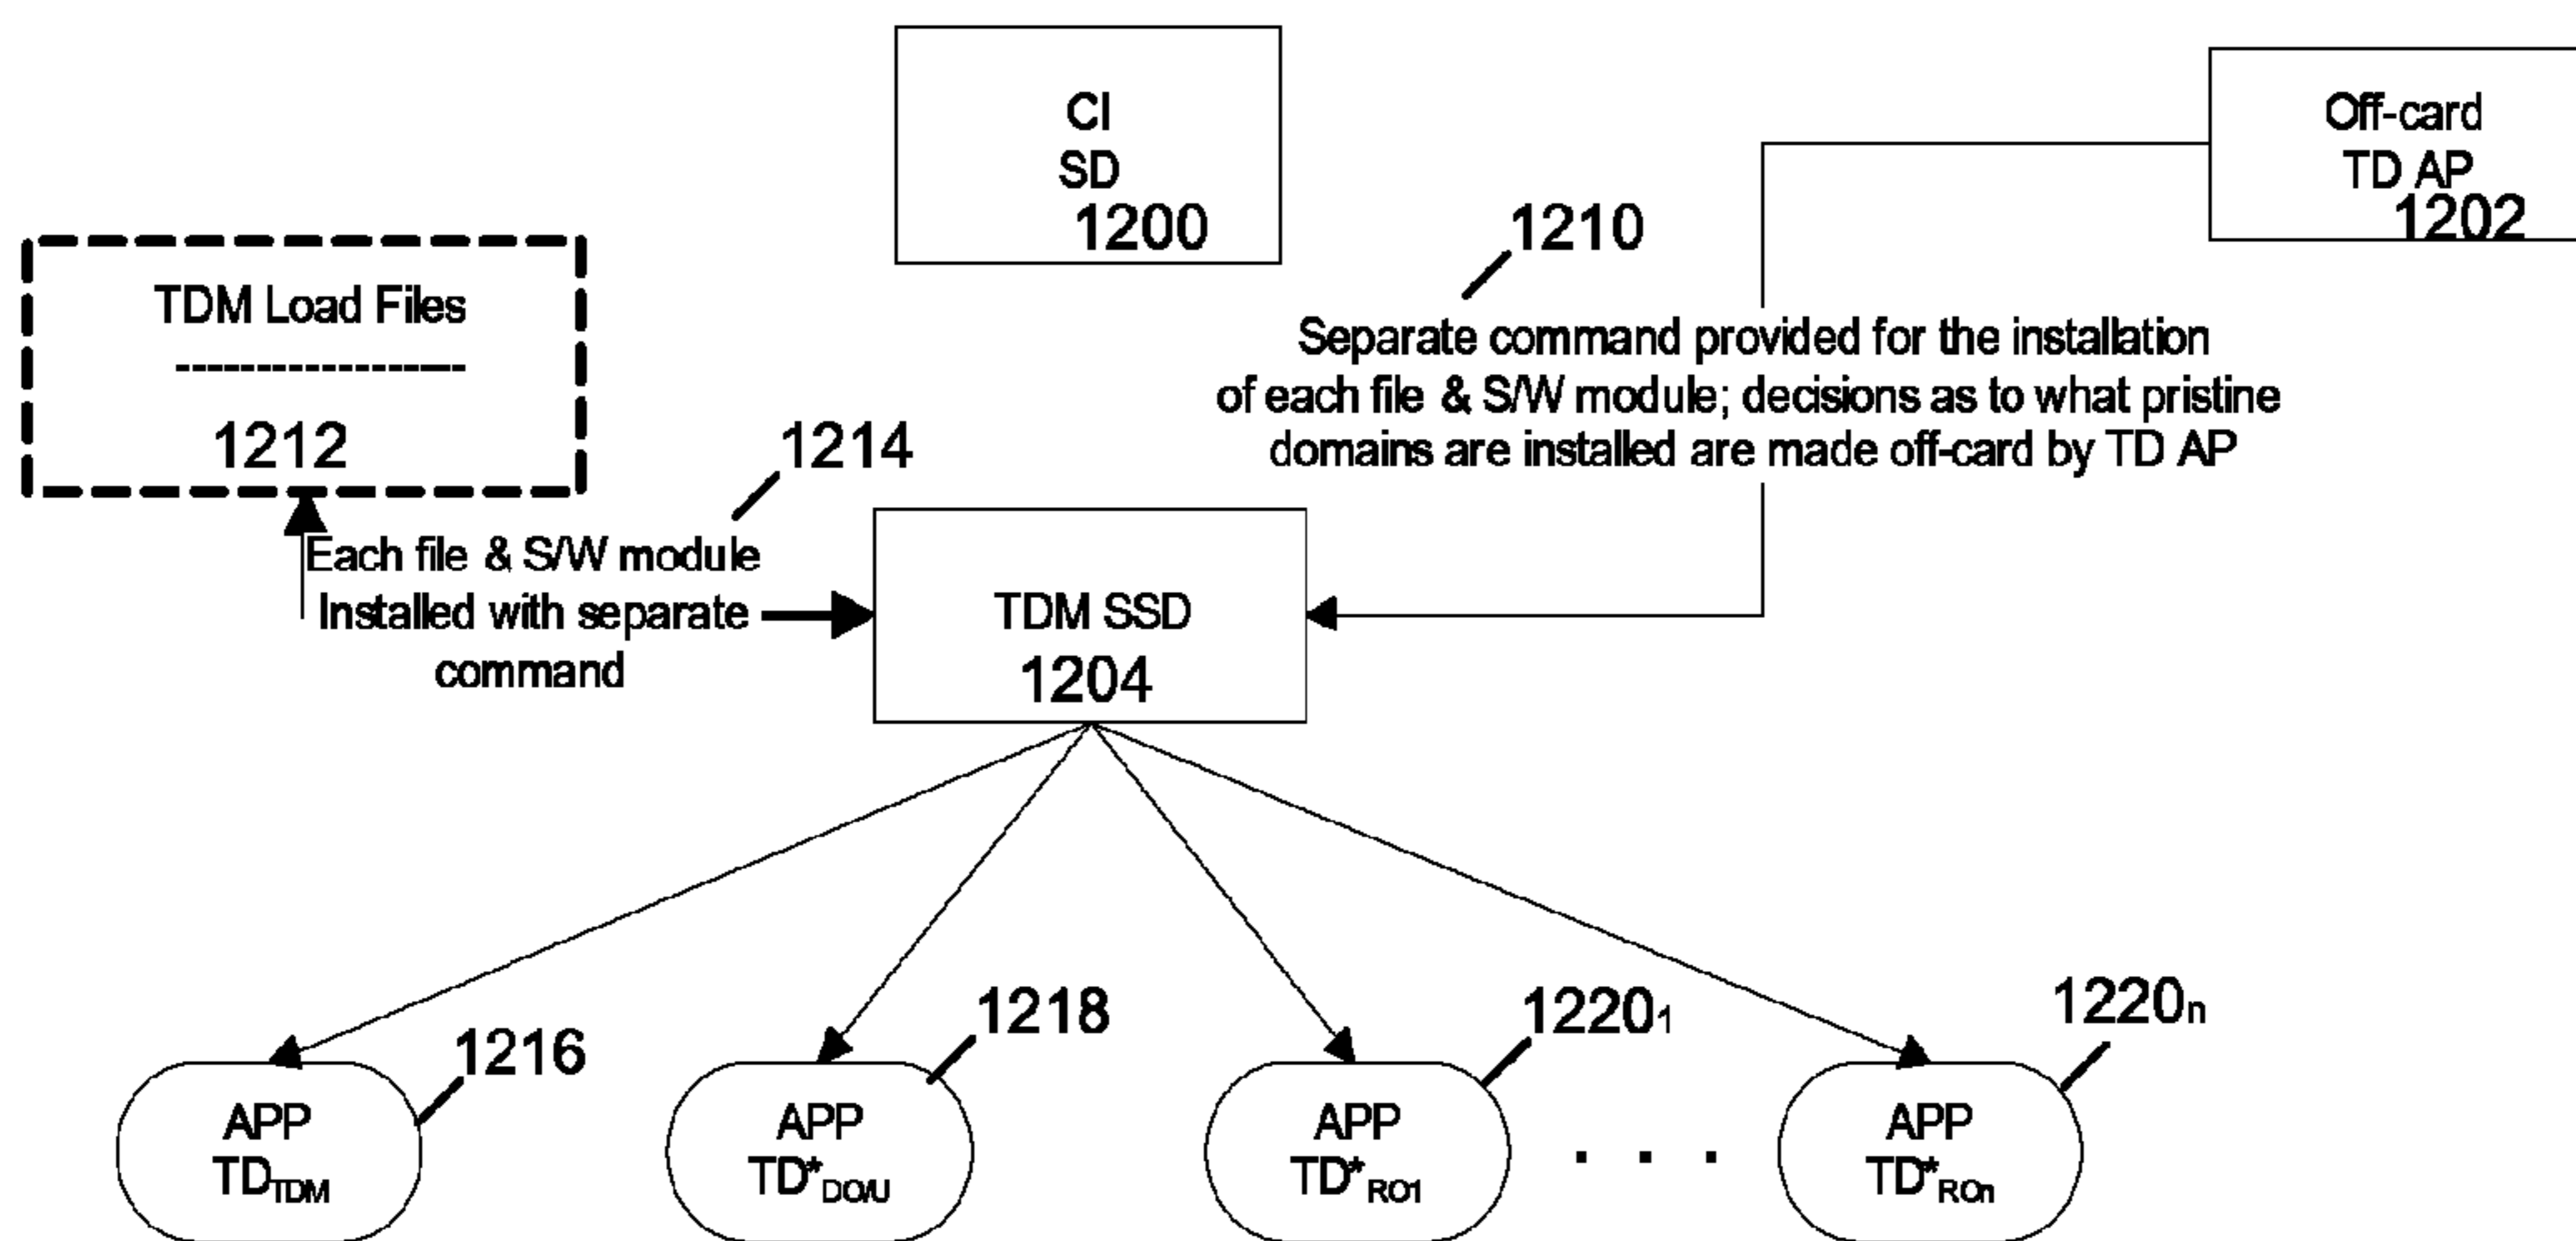 CI
SD
1200
Off-card
TD AP
1202
1210
Separate command provided for the installation
of each file & S/W module; decisions as to what pristine
domains are installed are made off-card by TD AP
TDM Load Files
1212
1214
Each file & S/W module
Installed with separate
command
TDM SSD
1204
1216
1218
1220₁
1220ₙ
APP
TD_TDM
APP
TD*_DO/U
APP
TD*_RO1
. . .
APP
TD*_ROn